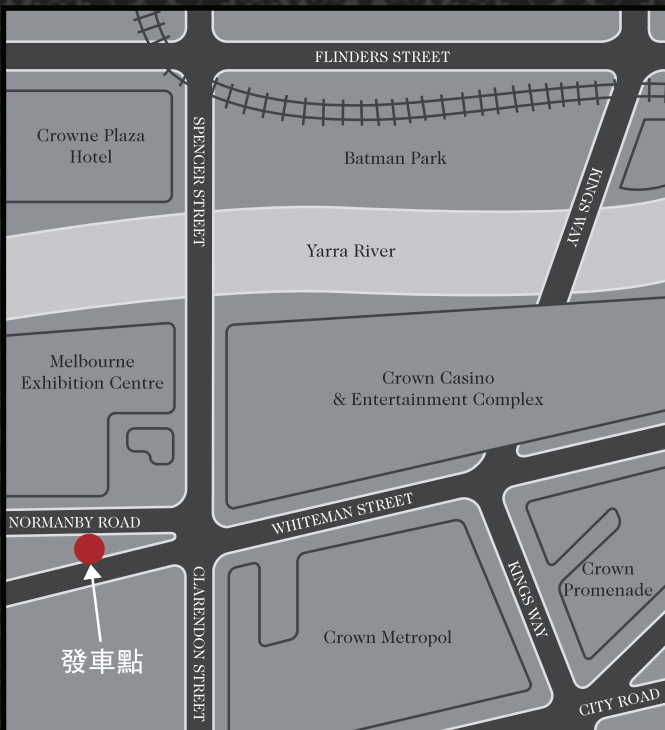 FLINDERS STREET
Crowne Plaza
Hotel
SPENCER STREET
Batman Park
KINGS WAY
Yarra River
Melbourne
Exhibition Centre
Crown Casino
& Entertainment Complex
NORMANBY ROAD
WHITEMAN STREET
KINGS WAY
Crown
Promenade
CLARENDON STREET
Crown Metropol
發車點
CITY ROAD